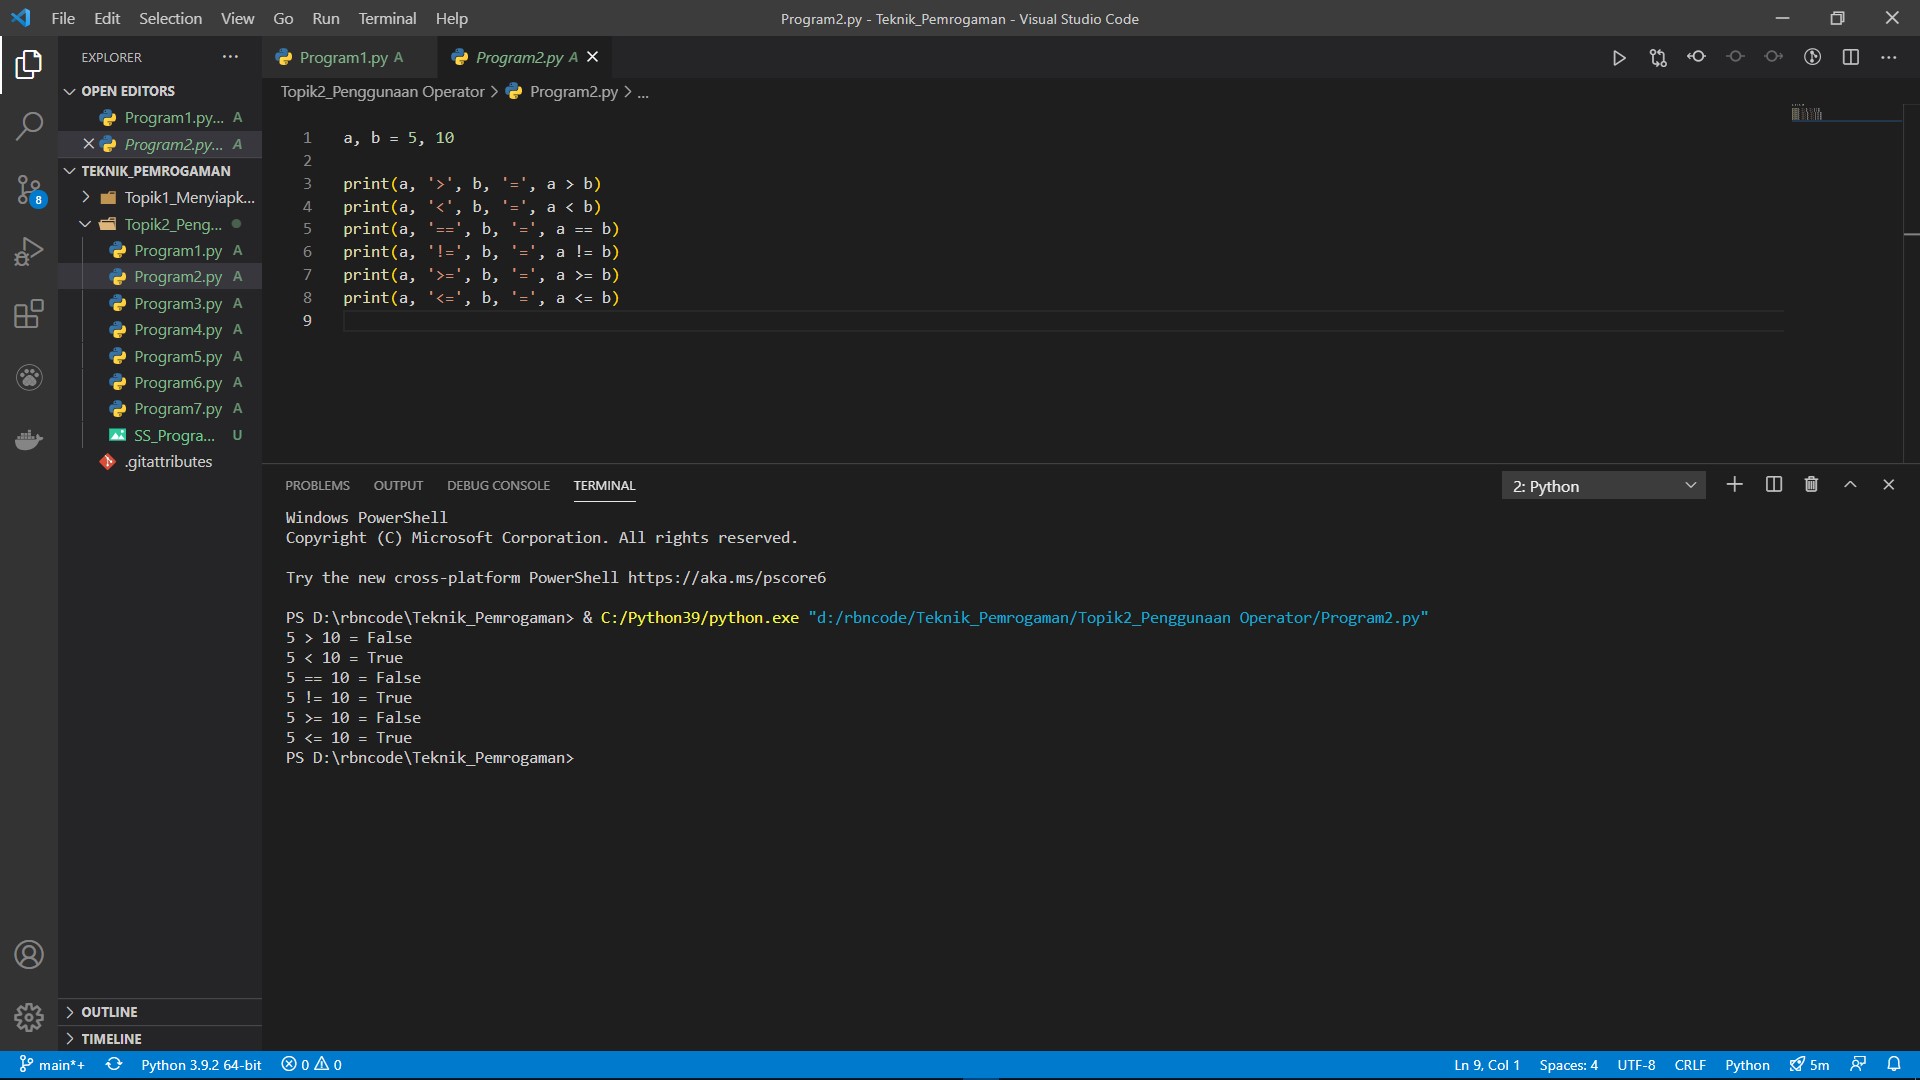 File Edit Selection View Go Run Terminal Help
Program2.py - Teknik_Pemrogaman - Visual Studio Code
EXPLORER
OPEN EDITORS
Program1.py... A
Program2.py... A
TEKNIK_PEMROGAMAN
Topik1_Menyiapk...
Topik2_Peng...
Program1.py A
Program2.py A
Program3.py A
Program4.py A
Program5.py A
Program6.py A
Program7.py A
SS_Progra... U
.gitattributes
OUTLINE
TIMELINE
8
Program1.py A
Program2.py A
Topik2_Penggunaan Operator > Program2.py > ...
1 a, b = 5, 10
2
3 print(a, '>', b, '=', a > b)
4 print(a, '<', b, '=', a < b)
5 print(a, '==', b, '=', a == b)
6 print(a, '!=', b, '=', a != b)
7 print(a, '>=', b, '=', a >= b)
8 print(a, '<=', b, '=', a <= b)
9
PROBLEMS OUTPUT DEBUG CONSOLE TERMINAL
2: Python
Windows PowerShell
Copyright (C) Microsoft Corporation. All rights reserved.
Try the new cross-platform PowerShell https://aka.ms/pscore6
PS D:\rbncode\Teknik_Pemrogaman> & C:/Python39/python.exe "d:/rbncode/Teknik_Pemrogaman/Topik2_Penggunaan Operator/Program2.py"
5 > 10 = False
5 < 10 = True
5 == 10 = False
5 != 10 = True
5 >= 10 = False
5 <= 10 = True
PS D:\rbncode\Teknik_Pemrogaman>
main*+ Python 3.9.2 64-bit 0 0
Ln 9, Col 1 Spaces: 4 UTF-8 CRLF Python 5m